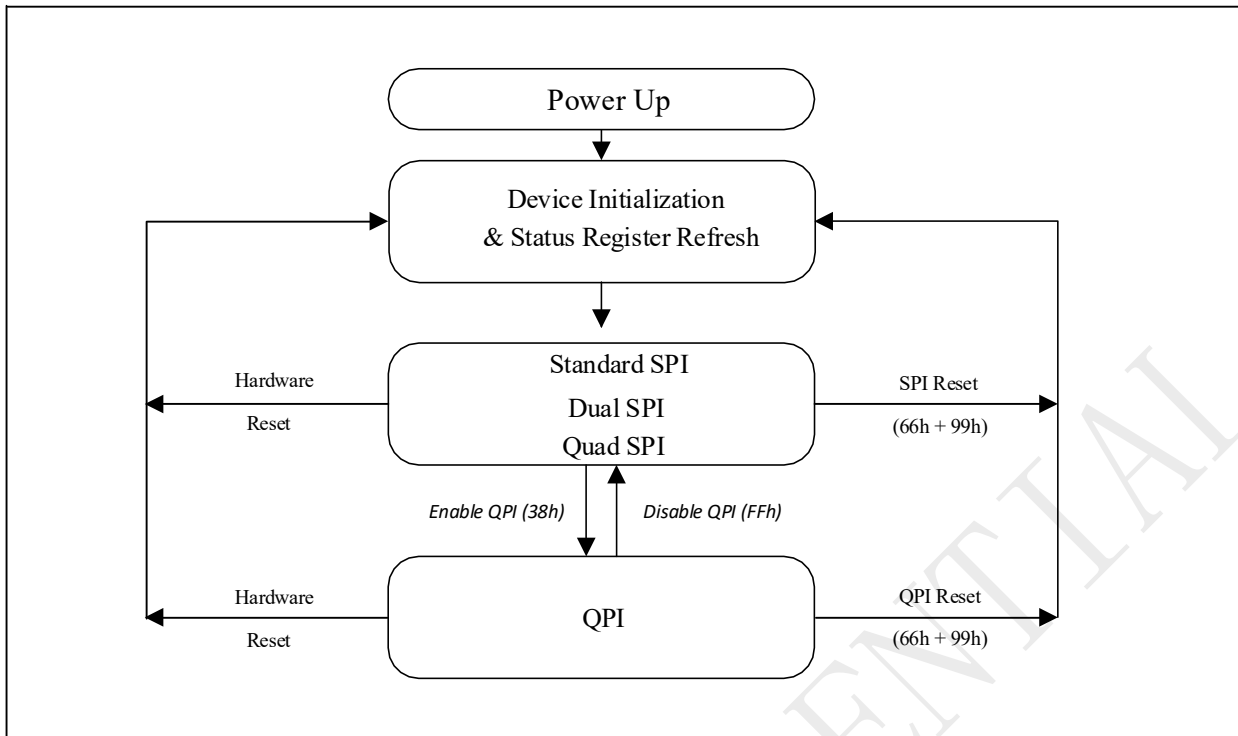 Power Up
Device Initialization
& Status Register Refresh
Standard SPI
Dual SPI
Quad SPI
Hardware
Reset
SPI Reset
(66h + 99h)
Enable QPI (38h)
Disable QPI (FFh)
QPI
Hardware
Reset
QPI Reset
(66h + 99h)